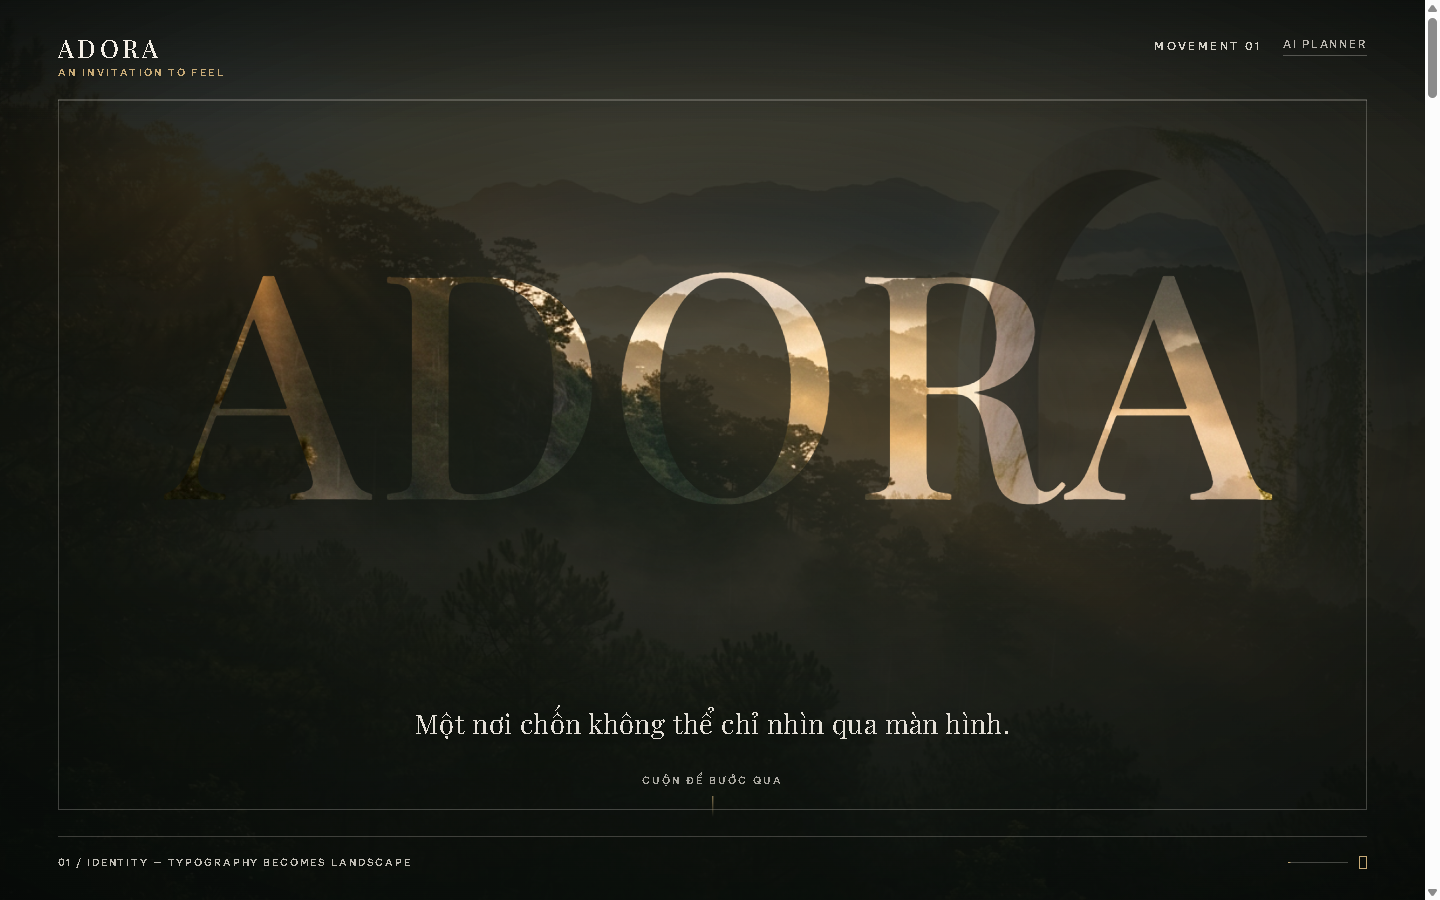 ADORA
AN INVITATION TO FEEL
MOVEMENT 01
AI PLANNER
ADORA
Một nơi chốn không thể chỉ nhìn qua màn hình.
CUỘN ĐỂ BƯỚC QUA
01 / IDENTITY — TYPOGRAPHY BECOMES LANDSCAPE